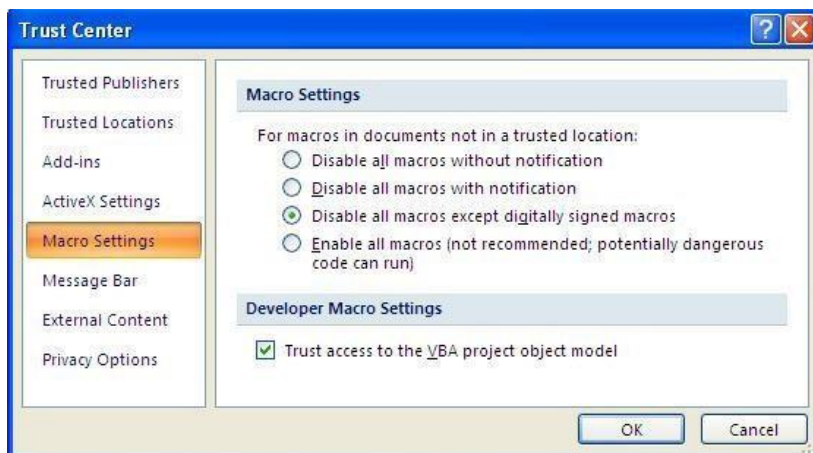 Trust Center
Trusted Publishers
Trusted Locations
Add-ins
ActiveX Settings
Macro Settings
Message Bar
External Content
Privacy Options
Macro Settings
For macros in documents not in a trusted location:
Disable all macros without notification
Disable all macros with notification
Disable all macros except digitally signed macros
Enable all macros (not recommended; potentially dangerous
code can run)
Developer Macro Settings
Trust access to the VBA project object model
OK
Cancel